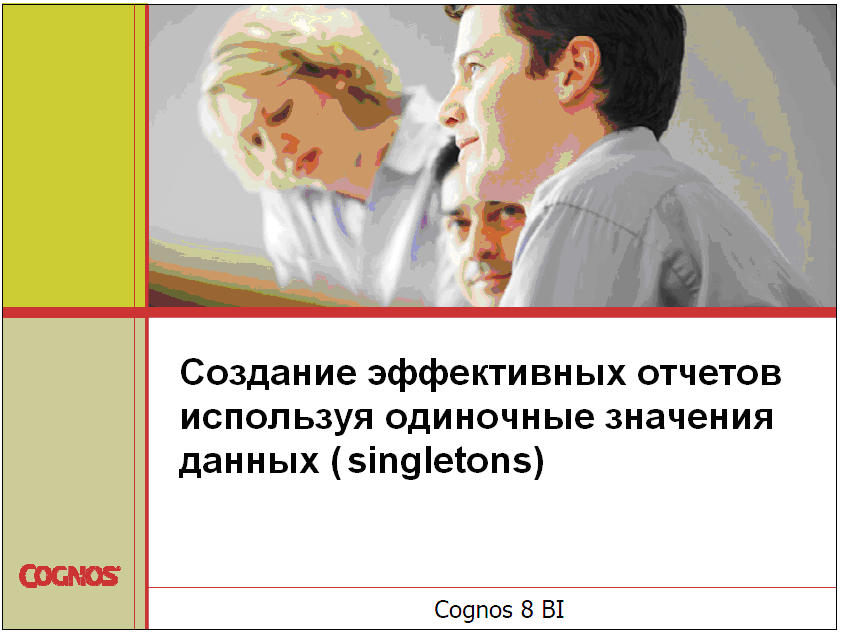 Создание эффективных отчетов
используя одиночные значения
данных (singletons)
COGNOS
Cognos 8 BI